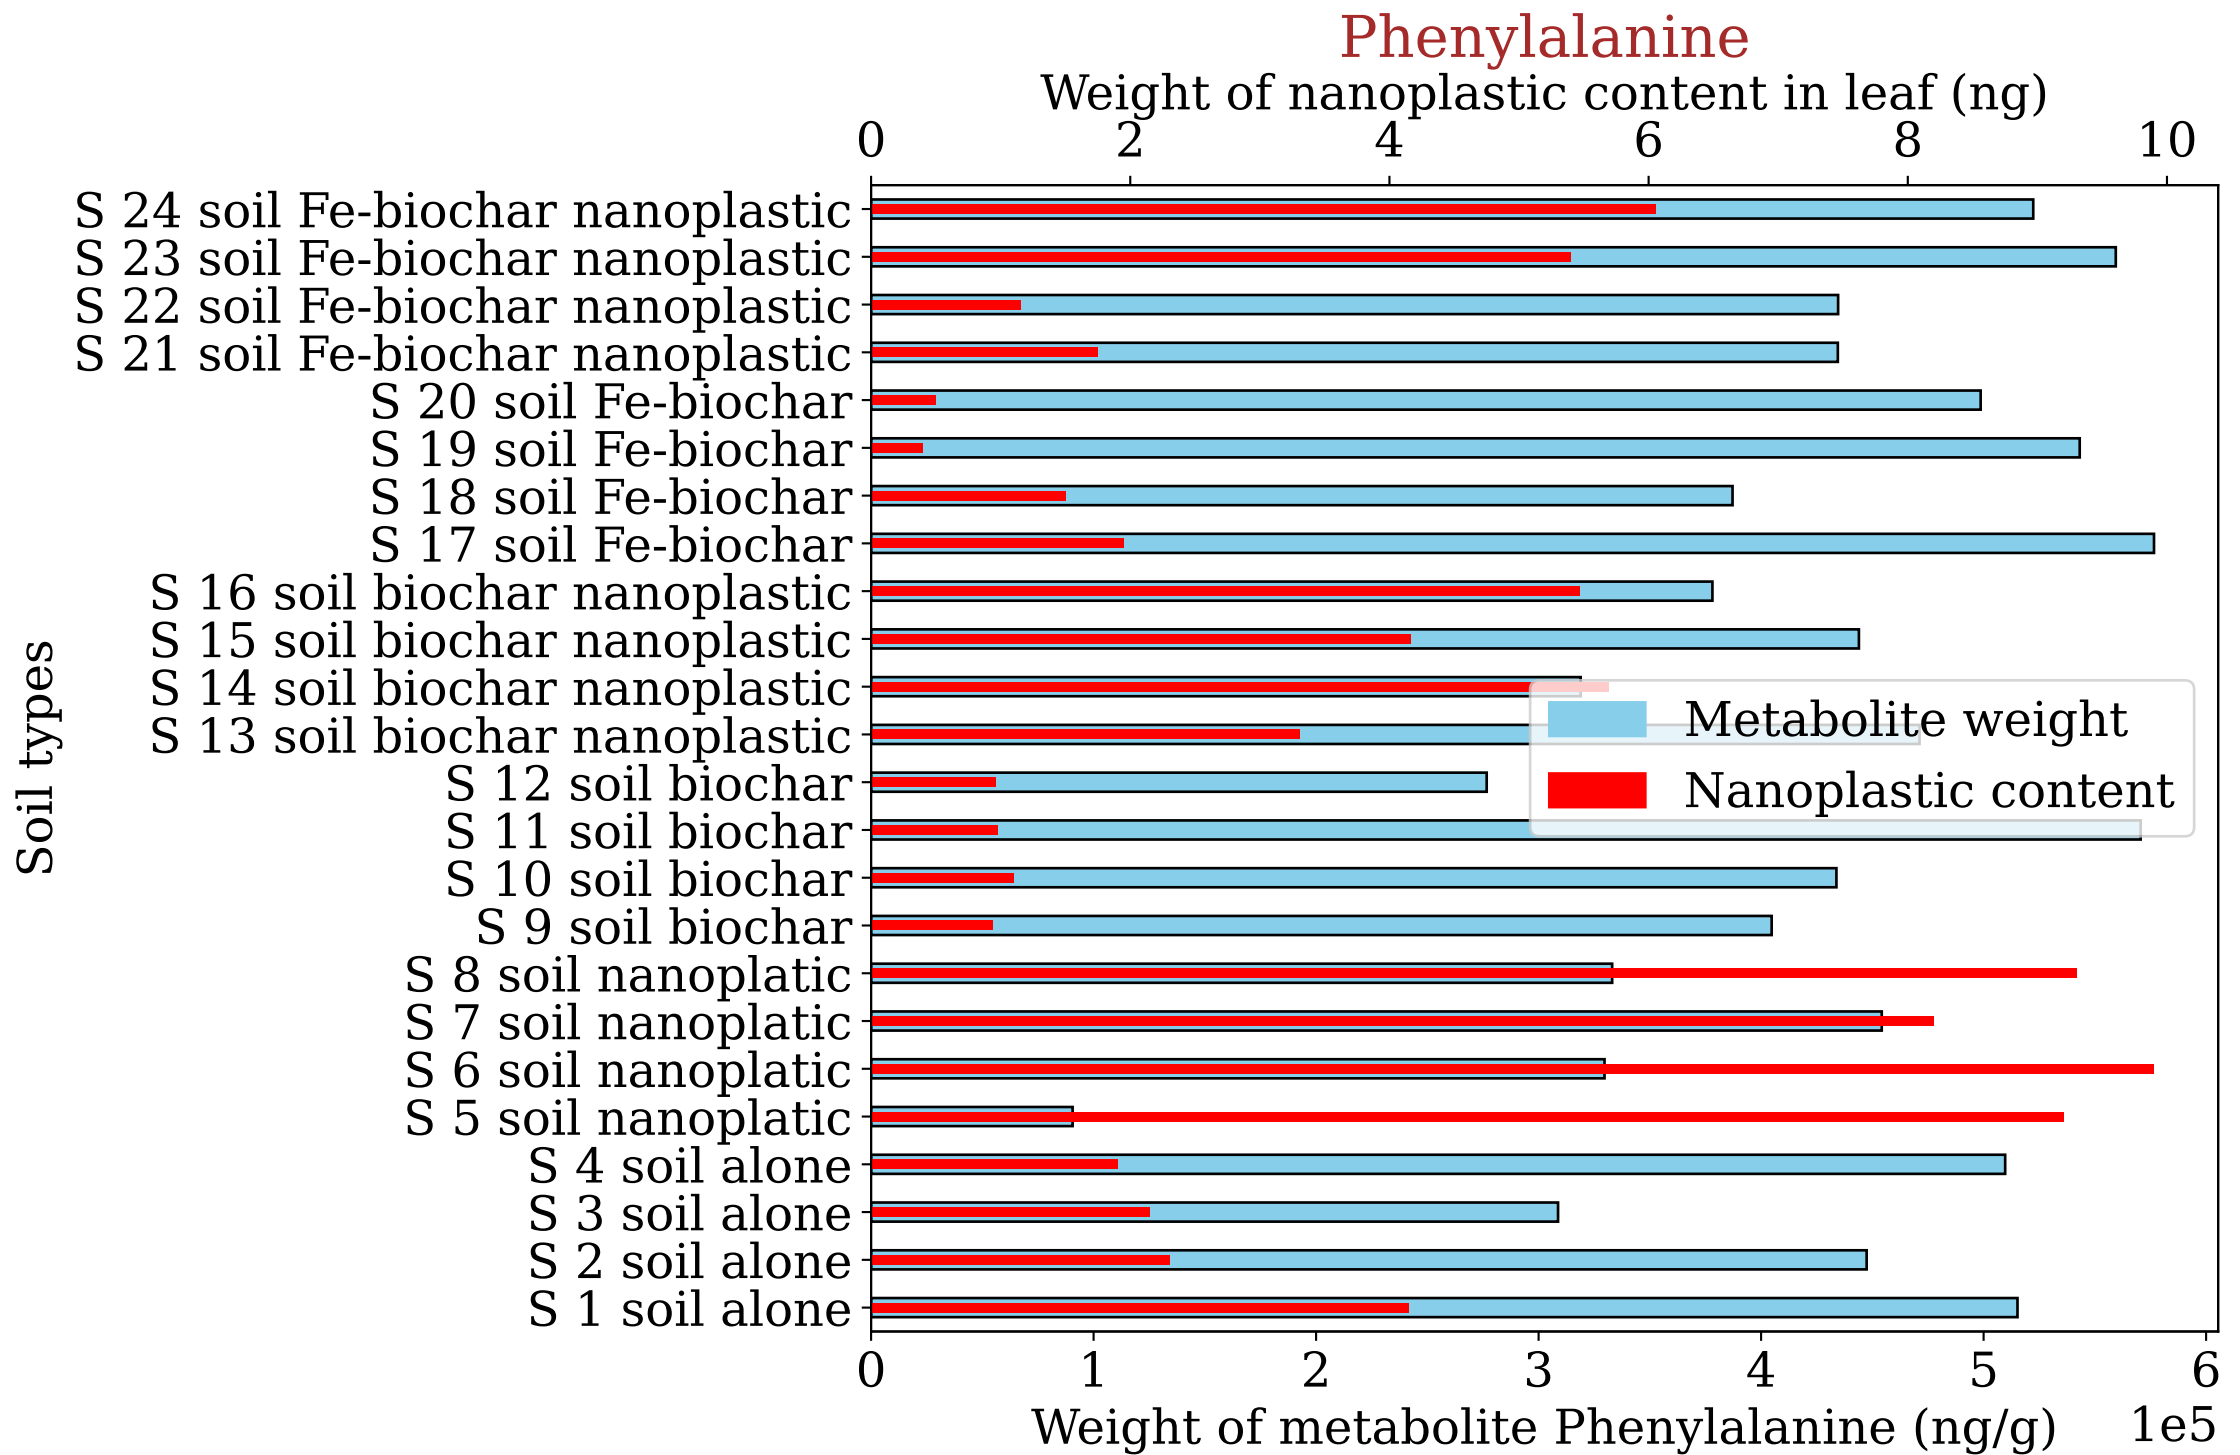 Phenylalanine
Weight of nanoplastic content in leaf (ng)
0 2 4 6 8 10
S 24 soil Fe-biochar nanoplastic
S 23 soil Fe-biochar nanoplastic
S 22 soil Fe-biochar nanoplastic
S 21 soil Fe-biochar nanoplastic
S 20 soil Fe-biochar
S 19 soil Fe-biochar
S 18 soil Fe-biochar
S 17 soil Fe-biochar
S 16 soil biochar nanoplastic
S 15 soil biochar nanoplastic
S 14 soil biochar nanoplastic
S 13 soil biochar nanoplastic
S 12 soil biochar
S 11 soil biochar
S 10 soil biochar
S 9 soil biochar
S 8 soil nanoplatic
S 7 soil nanoplatic
S 6 soil nanoplatic
S 5 soil nanoplatic
S 4 soil alone
S 3 soil alone
S 2 soil alone
S 1 soil alone
Soil types
Metabolite weight
Nanoplastic content
0 1 2 3 4 5 6
Weight of metabolite Phenylalanine (ng/g)
1e5